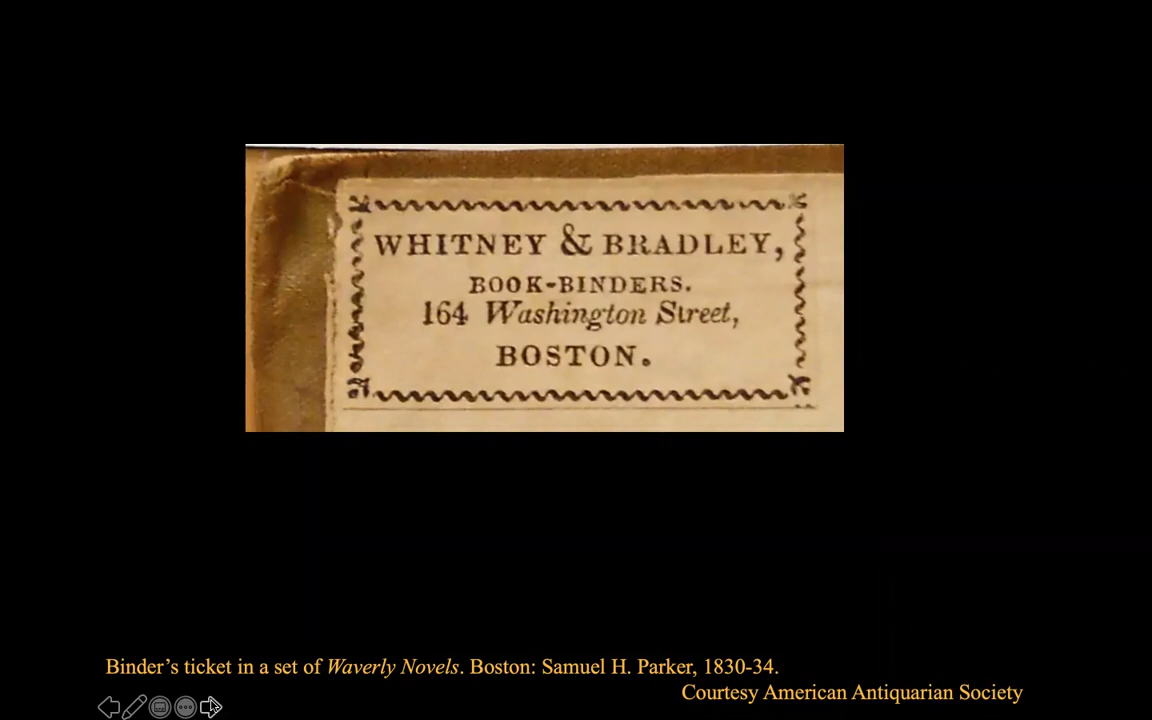 WHITNEY & BRADLEY,
BOOK-BINDERS.
164 Washington Street,
BOSTON.
Binder’s ticket in a set of Waverly Novels. Boston: Samuel H. Parker, 1830-34.
Courtesy American Antiquarian Society